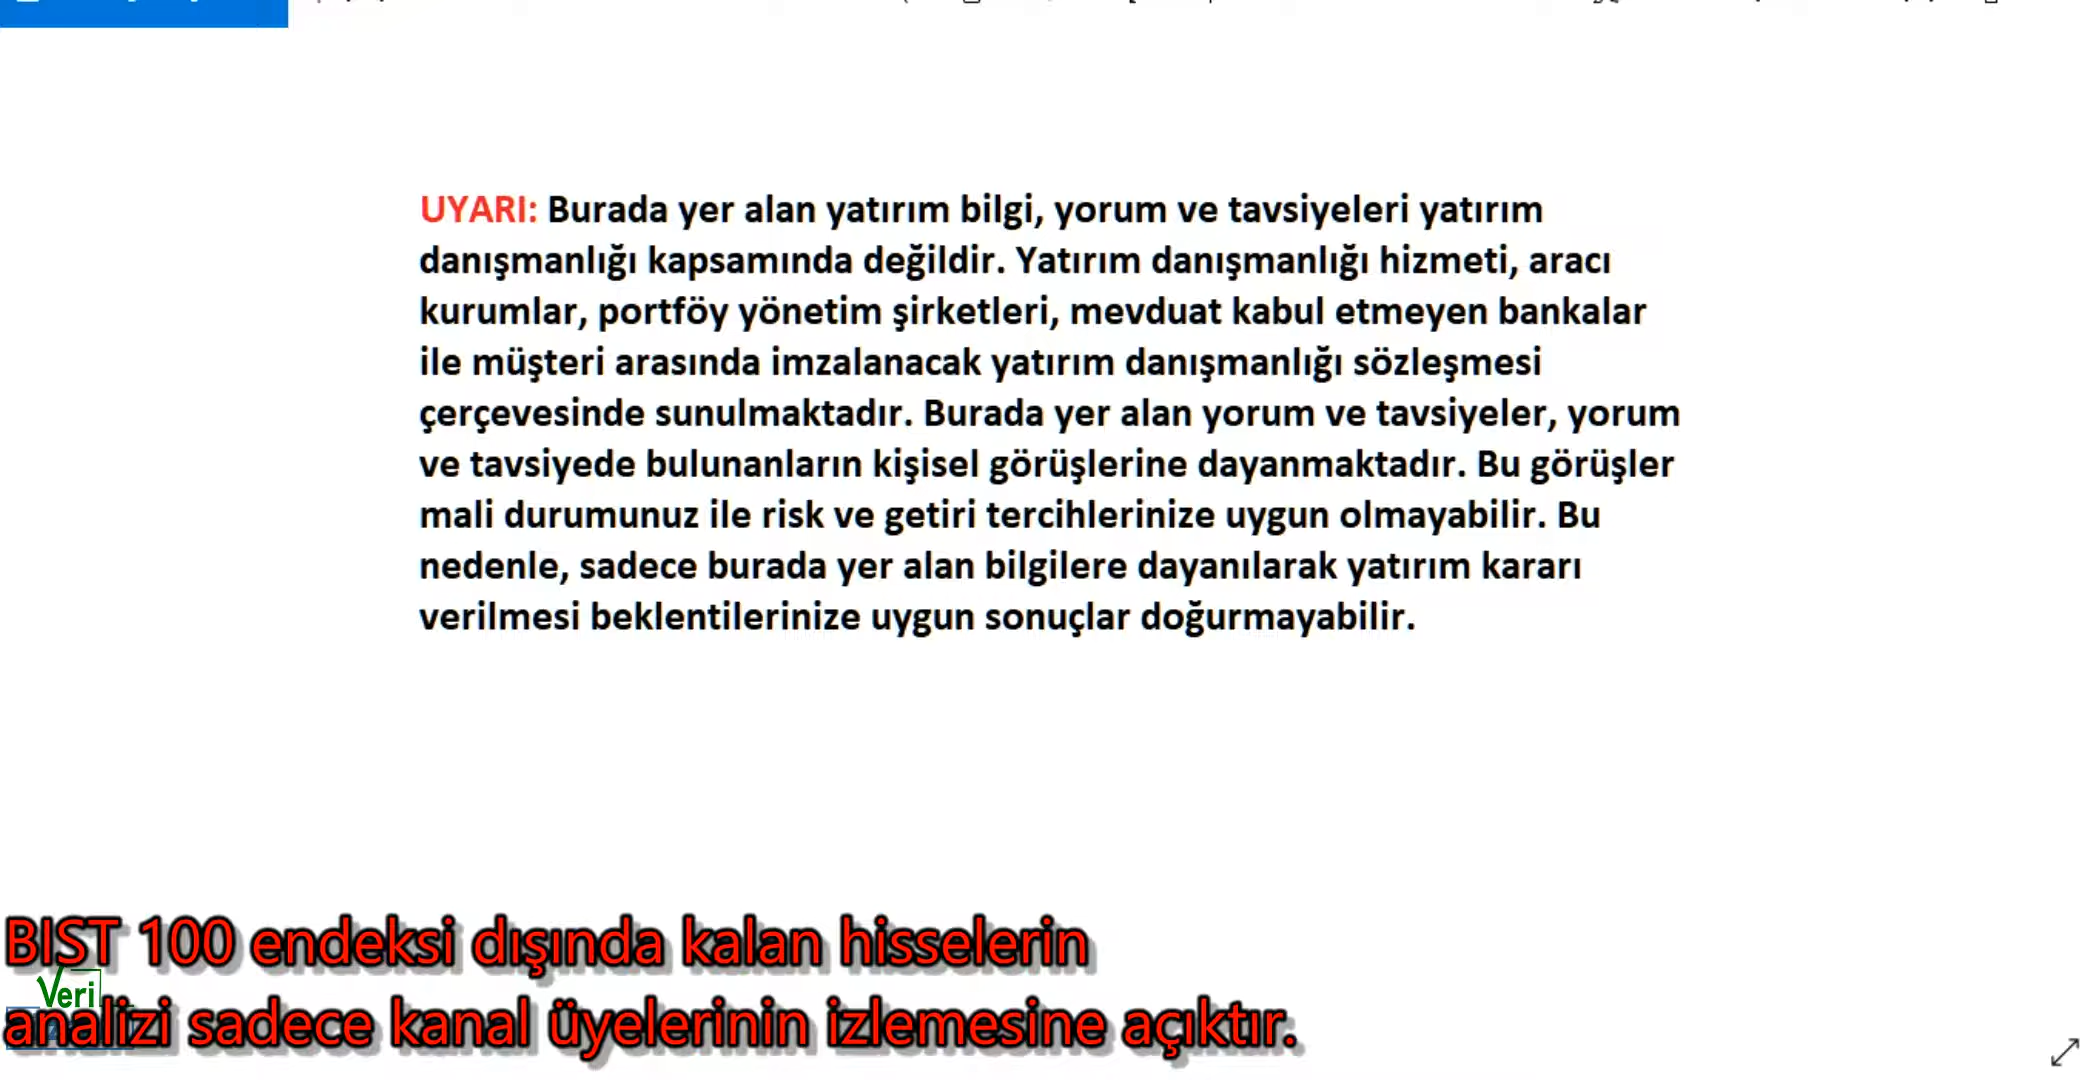 UYARI: Burada yer alan yatırım bilgi, yorum ve tavsiyeleri yatırım
danışmanlığı kapsamında değildir. Yatırım danışmanlığı hizmeti, aracı
kurumlar, portföy yönetim şirketleri, mevduat kabul etmeyen bankalar
ile müşteri arasında imzalanacak yatırım danışmanlığı sözleşmesi
çerçevesinde sunulmaktadır. Burada yer alan yorum ve tavsiyeler, yorum
ve tavsiyede bulunanların kişisel görüşlerine dayanmaktadır. Bu görüşler
mali durumunuz ile risk ve getiri tercihlerinize uygun olmayabilir. Bu
nedenle, sadece burada yer alan bilgilere dayanılarak yatırım kararı
verilmesi beklentilerinize uygun sonuçlar doğurmayabilir.
BIST 100 endeksi dışında kalan hisselerin
Veri
analizi sadece kanal üyelerinin izlemesine açıktır.